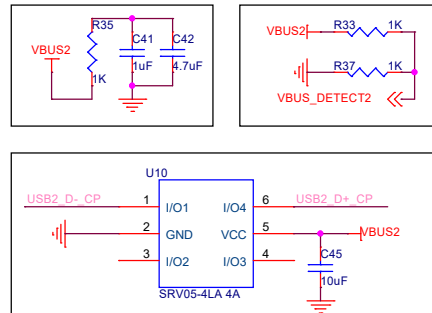 R35
C41
C42
VBUS2
1uF
4.7uF
1K
VBUS2
R33
1K
R37
1K
VBUS_DETECT2
U10
USB2_D-_CP
1
I/O1
I/O4
6
USB2_D+_CP
2
GND
VCC
5
VBUS2
3
I/O2
I/O3
4
C45
10uF
SRV05-4LA 4A